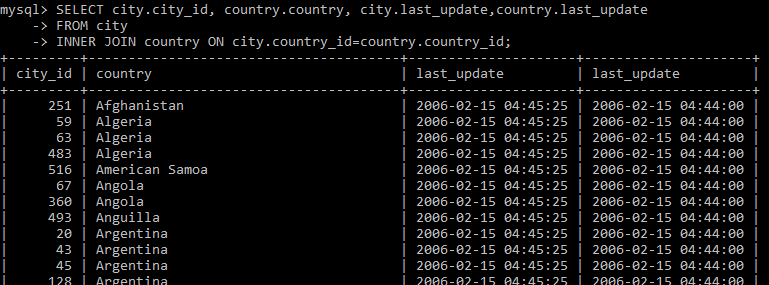 mysql> SELECT city.city_id, country.country, city.last_update,country.last_update
    -> FROM city
    -> INNER JOIN country ON city.country_id=country.country_id;
+---------+---------------------------------------+---------------------+---------------------+
| city_id | country                               | last_update         | last_update         |
+---------+---------------------------------------+---------------------+---------------------+
|     251 | Afghanistan                           | 2006-02-15 04:45:25 | 2006-02-15 04:44:00 |
|      59 | Algeria                               | 2006-02-15 04:45:25 | 2006-02-15 04:44:00 |
|      63 | Algeria                               | 2006-02-15 04:45:25 | 2006-02-15 04:44:00 |
|     483 | Algeria                               | 2006-02-15 04:45:25 | 2006-02-15 04:44:00 |
|     516 | American Samoa                        | 2006-02-15 04:45:25 | 2006-02-15 04:44:00 |
|      67 | Angola                                | 2006-02-15 04:45:25 | 2006-02-15 04:44:00 |
|     360 | Angola                                | 2006-02-15 04:45:25 | 2006-02-15 04:44:00 |
|     493 | Anguilla                              | 2006-02-15 04:45:25 | 2006-02-15 04:44:00 |
|      20 | Argentina                             | 2006-02-15 04:45:25 | 2006-02-15 04:44:00 |
|      43 | Argentina                             | 2006-02-15 04:45:25 | 2006-02-15 04:44:00 |
|      45 | Argentina                             | 2006-02-15 04:45:25 | 2006-02-15 04:44:00 |
|     128 | Argentina                             | 2006-02-15 04:45:25 | 2006-02-15 04:44:00 |